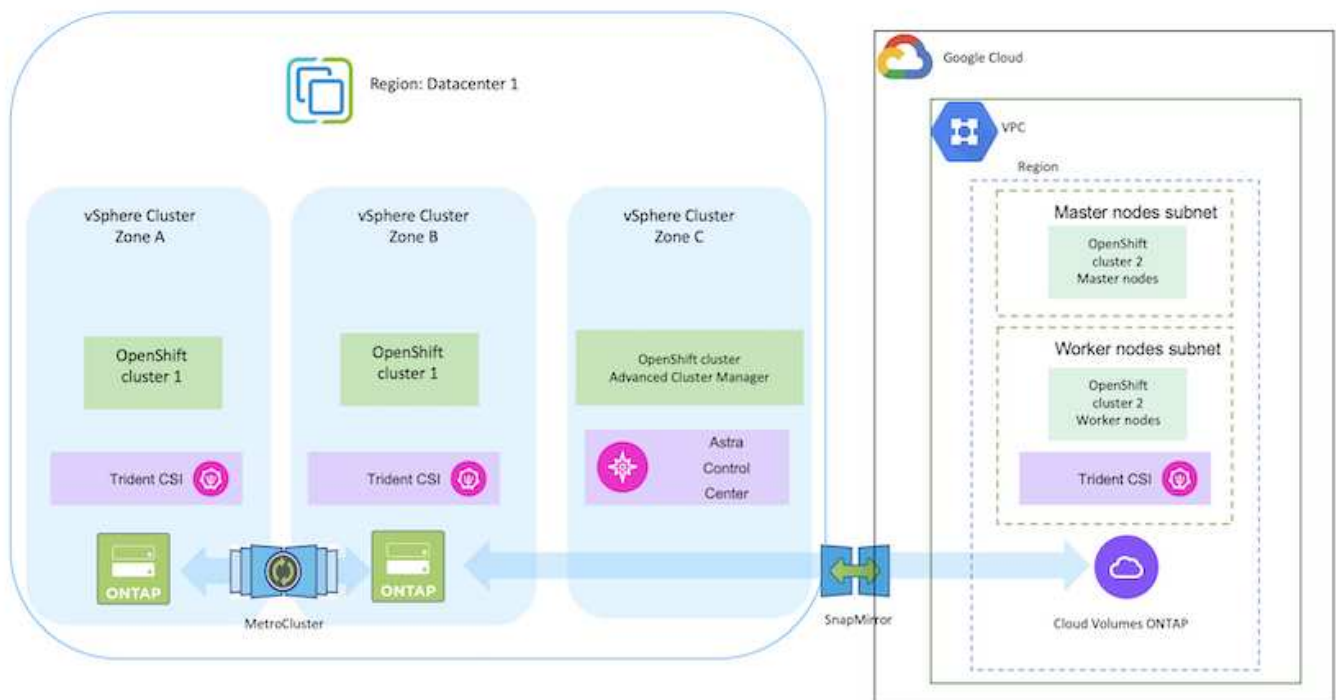 Region: Datacenter 1
vSphere Cluster
Zone A
OpenShift
cluster 1
Trident CSI
ONTAP
vSphere Cluster
Zone B
OpenShift
cluster 1
Trident CSI
ONTAP
MetroCluster
vSphere Cluster
Zone C
OpenShift cluster
Advanced Cluster Manager
Astra
Control
Center
SnapMirror
Google Cloud
VPC
Region
Master nodes subnet
OpenShift
cluster 2
Master nodes
Worker nodes subnet
OpenShift
cluster 2
Worker nodes
Trident CSI
Cloud Volumes ONTAP